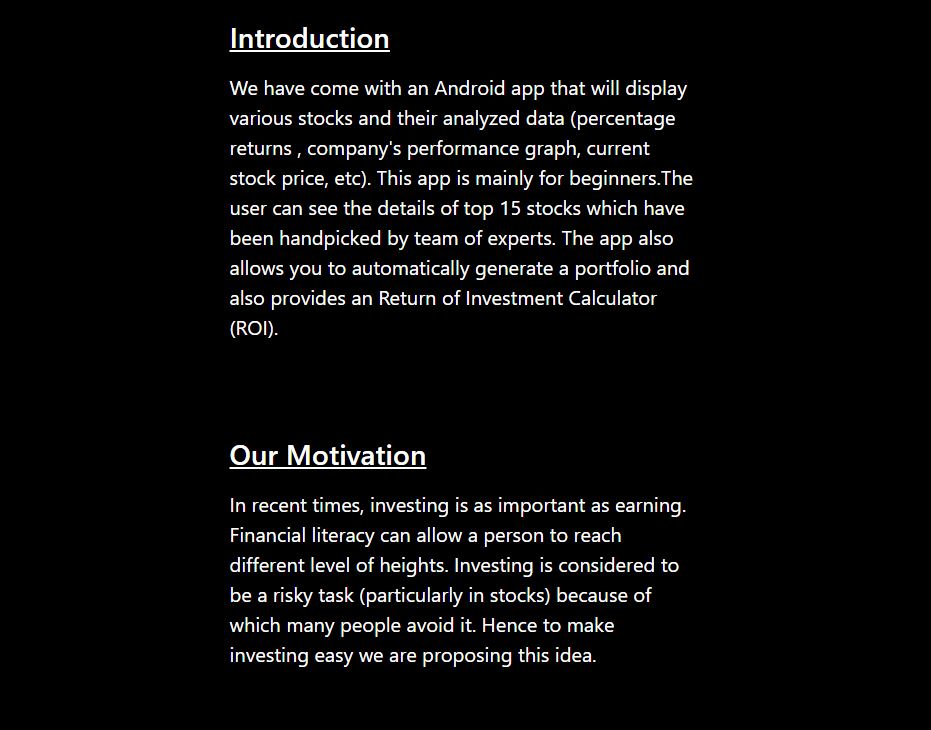 Introduction
We have come with an Android app that will display
various stocks and their analyzed data (percentage
returns , company's performance graph, current
stock price, etc). This app is mainly for beginners.The
user can see the details of top 15 stocks which have
been handpicked by team of experts. The app also
allows you to automatically generate a portfolio and
also provides an Return of Investment Calculator
(ROI).
Our Motivation
In recent times, investing is as important as earning.
Financial literacy can allow a person to reach
different level of heights. Investing is considered to
be a risky task (particularly in stocks) because of
which many people avoid it. Hence to make
investing easy we are proposing this idea.